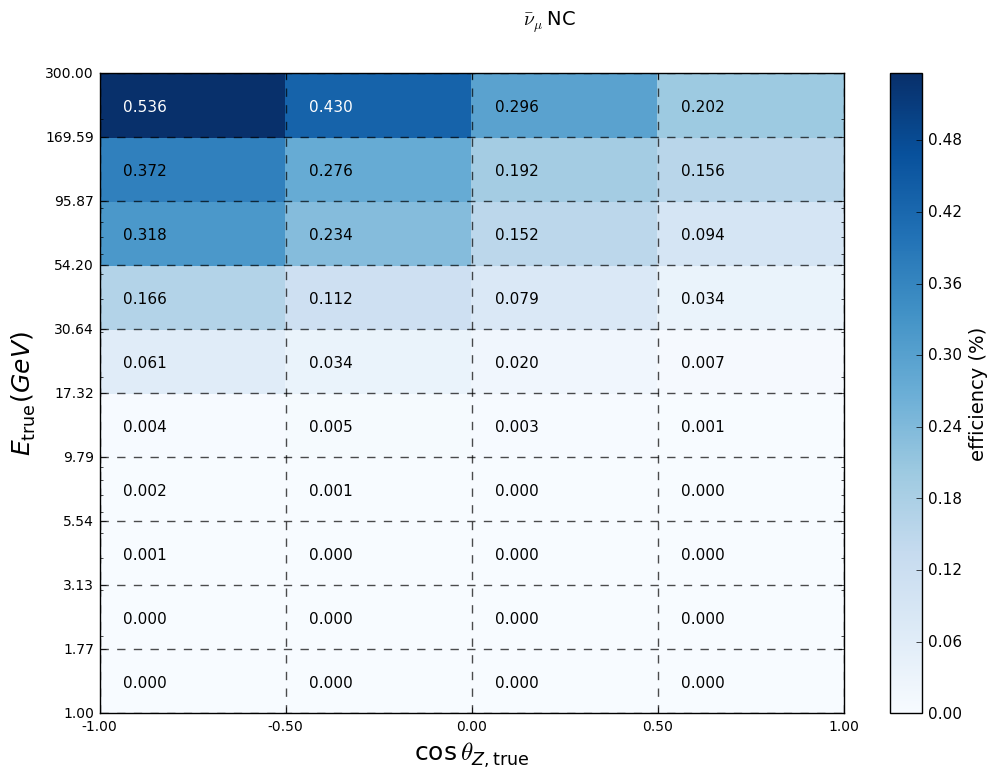 ν̄_μ NC
300.00
0.536 0.430 0.296 0.202
169.59
0.372 0.276 0.192 0.156
95.87
0.318 0.234 0.152 0.094
54.20
0.166 0.112 0.079 0.034
30.64
0.061 0.034 0.020 0.007
17.32
0.004 0.005 0.003 0.001
9.79
0.002 0.001 0.000 0.000
5.54
0.001 0.000 0.000 0.000
3.13
0.000 0.000 0.000 0.000
1.77
0.000 0.000 0.000 0.000
1.00
-1.00 -0.50 0.00 0.50 1.00
cos θ_Z,true
E_true (GeV)
0.48
0.42
0.36
0.30
0.24
0.18
0.12
0.06
0.00
efficiency (%)